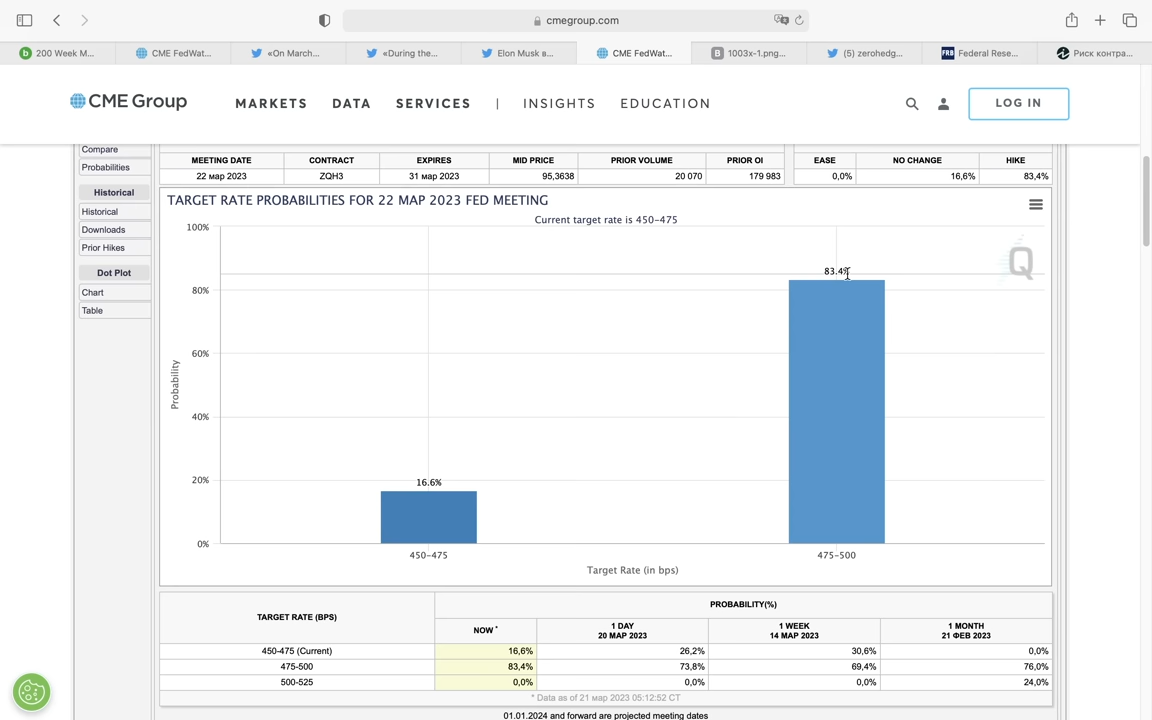 cmegroup.com
200 Week M...
CME FedWat...
«On March...
«During the...
Elon Musk в...
CME FedWat...
1003x-1.png...
(5) zerohedg...
FRB
Federal Rese...
Риск контра...
CME Group
MARKETS DATA SERVICES | INSIGHTS EDUCATION
LOG IN
Compare
Probabilities
Historical
Historical
Downloads
Prior Hikes
Dot Plot
Chart
Table
MEETING DATE CONTRACT EXPIRES MID PRICE PRIOR VOLUME PRIOR OI
22 мар 2023 ZQH3 31 мар 2023 95,3638 20 070 179 983
EASE NO CHANGE HIKE
0,0% 16,6% 83,4%
TARGET RATE PROBABILITIES FOR 22 МАР 2023 FED MEETING
Current target rate is 450–475
Q
100%
80%
60%
40%
20%
0%
Probability
16.6%
83.4%
450–475
475–500
Target Rate (in bps)
TARGET RATE (BPS)
PROBABILITY(%)
NOW *
1 DAY
20 МАР 2023
1 WEEK
14 МАР 2023
1 MONTH
21 ФЕВ 2023
450-475 (Current) 16,6% 26,2% 30,6% 0,0%
475-500 83,4% 73,8% 69,4% 76,0%
500-525 0,0% 0,0% 0,0% 24,0%
* Data as of 21 мар 2023 05:12:52 CT
01.01.2024 and forward are projected meeting dates